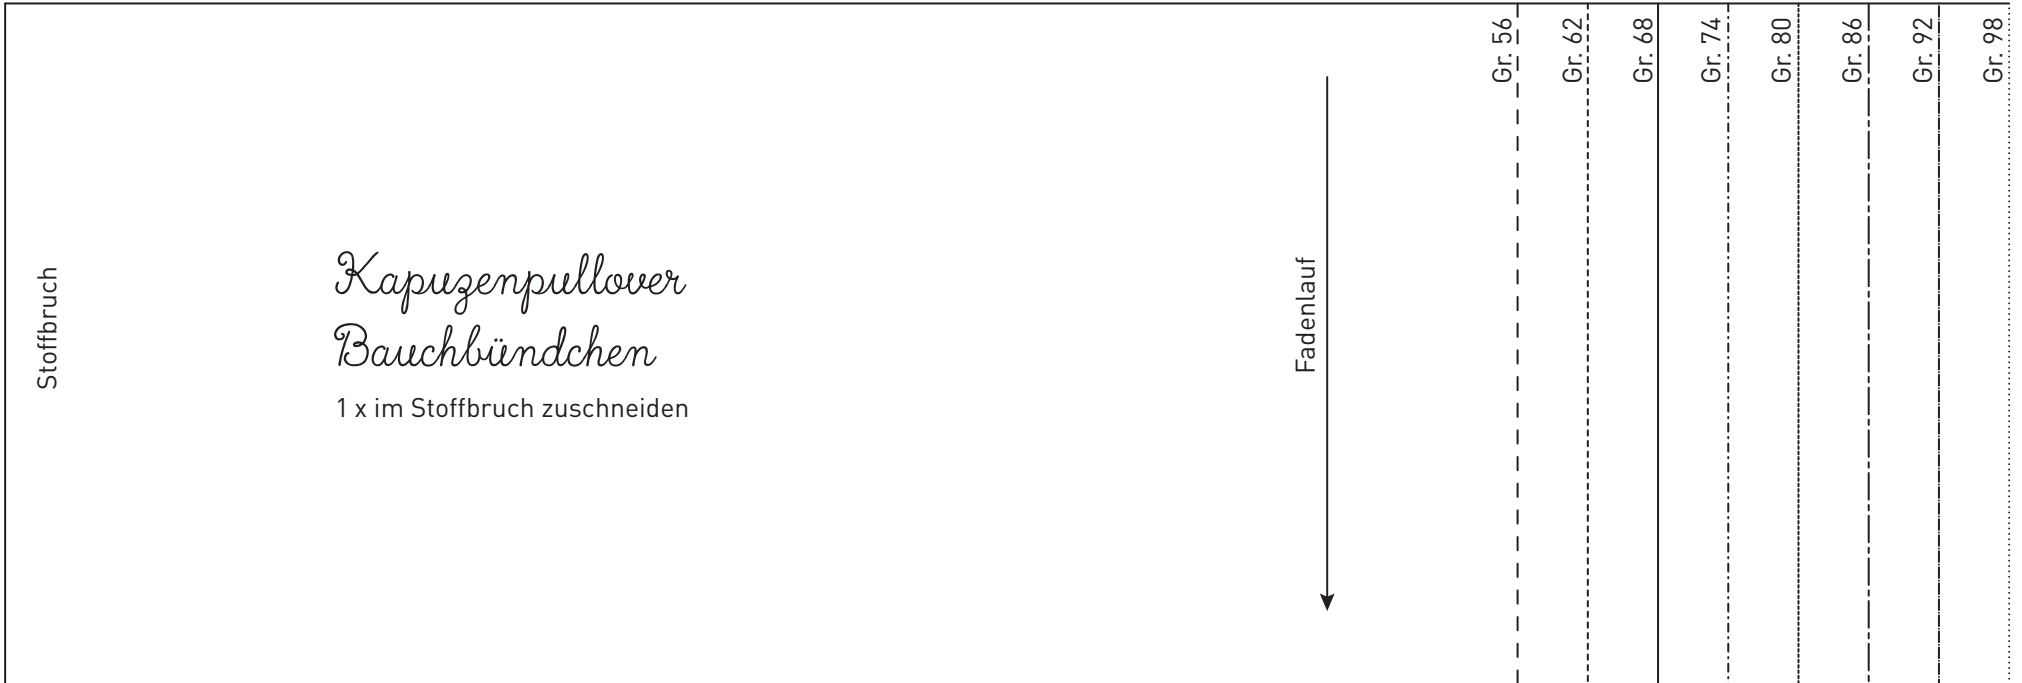 Stoffbruch
Kapuzenpullover
Bauchbündchen
1 x im Stoffbruch zuschneiden
Fadenlauf
Gr. 56
Gr. 62
Gr. 68
Gr. 74
Gr. 80
Gr. 86
Gr. 92
Gr. 98